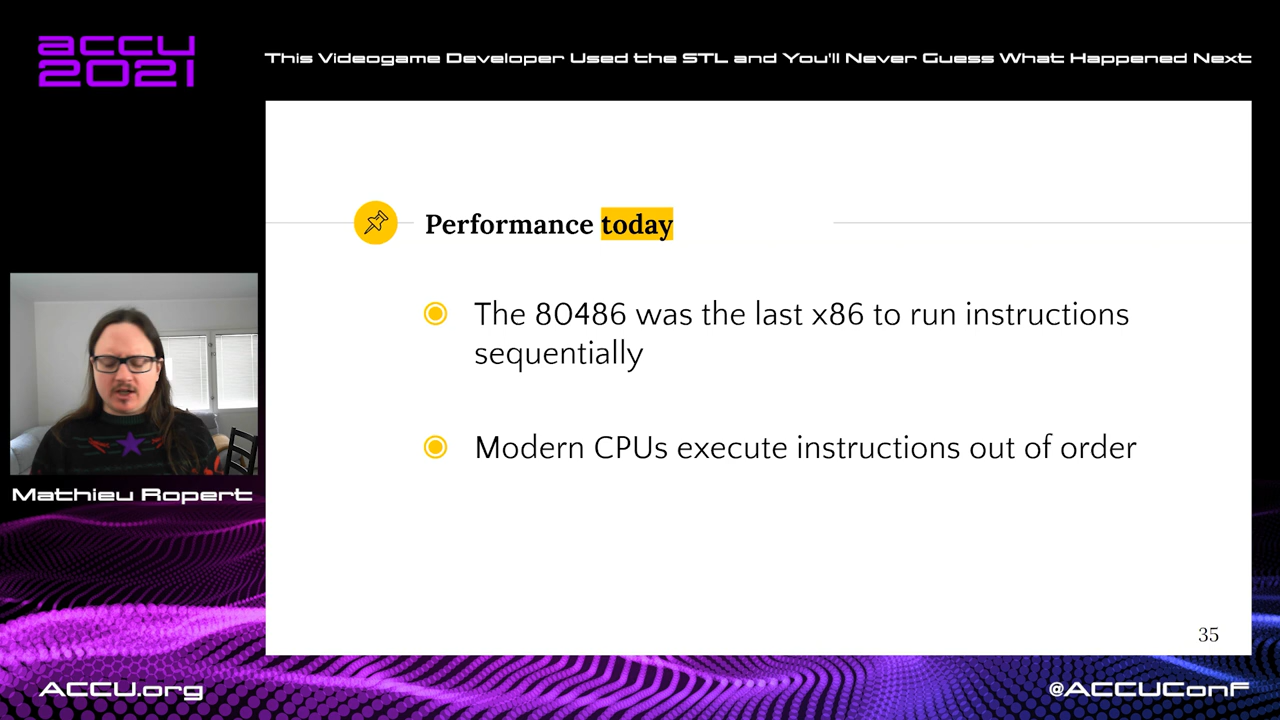 accu
2021
This Videogame Developer Used the STL and You'll Never Guess What Happened Next
Performance today
The 80486 was the last x86 to run instructions
sequentially
Modern CPUs execute instructions out of order
35
Mathieu Ropert
ACCU.org
@ACCUConf